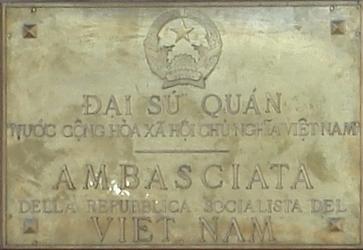 ĐẠI SỨ QUÁN
NƯỚC CỘNG HÒA XÃ HỘI CHỦ NGHĨA VIỆT NAM
AMBASCIATA
DELLA REPUBBLICA SOCIALISTA DEL
VIET NAM